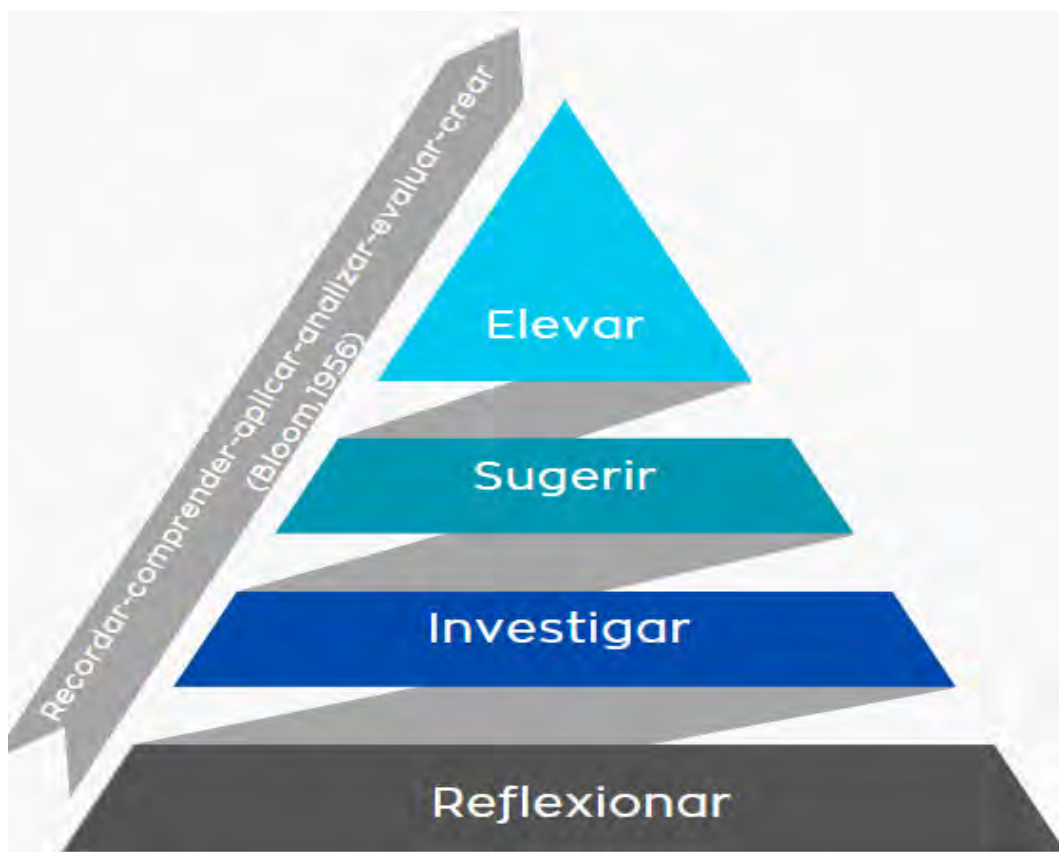 Recordar-comprender-aplicar-analizar-evaluar-crear
(Bloom,1956)
Elevar
Sugerir
Investigar
Reflexionar